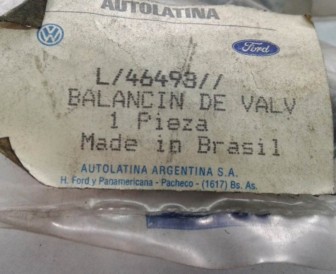 AUTOLATINA
Ford
L/46493//
BALANCIN DE VALV
1 Pieza
Made in Brasil
AUTOLATINA ARGENTINA S.A.
H. Ford y Panamericana - Pacheco - (1617) Bs. As.